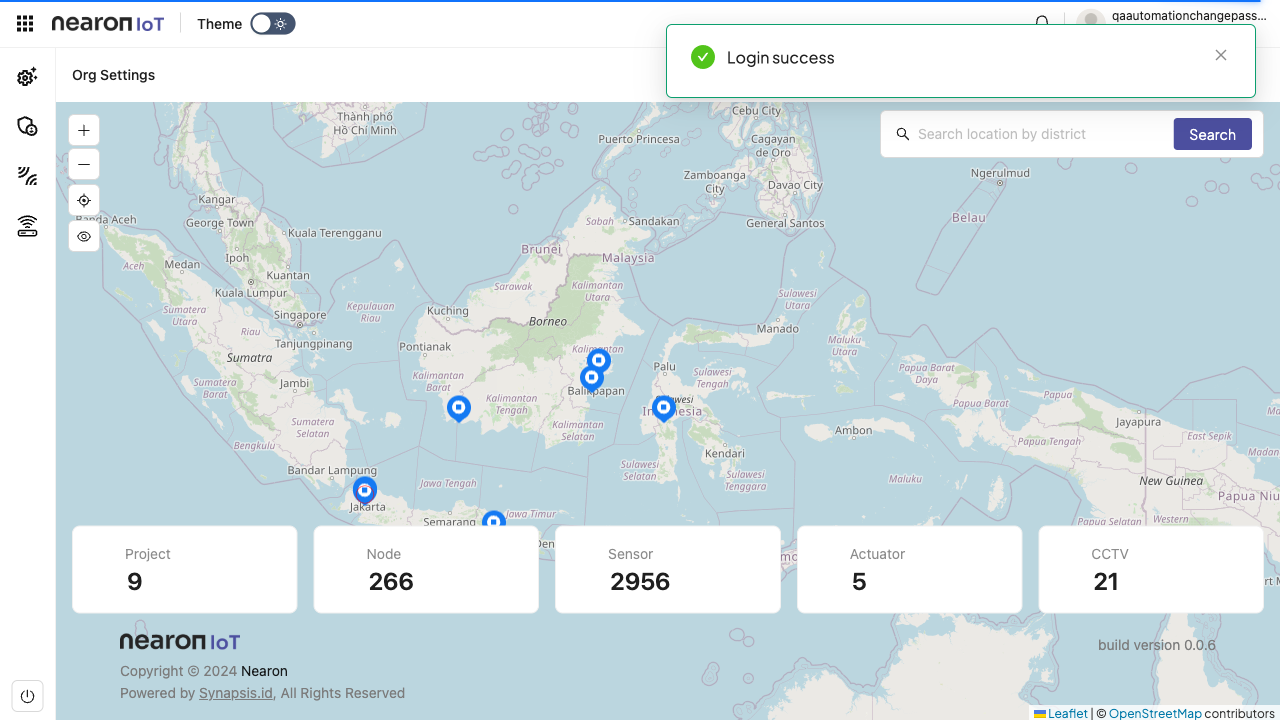 nearon IoT
Theme
qaautomationchangepass...
Login success
Org Settings
Search location by district
Search
Thành phố
Hồ Chí Minh
Cebu City
Puerto Princesa
Cagayan
de Oro
Zamboanga
City
Davao City
Ngerulmud
Kangar
Banda Aceh
George Town
Kuala Terengganu
Sabah
Sandakan
General Santos
Belau
Brunei
Malaysia
Ipoh
Medan
Aceh
Kuantan
Kuala Lumpur
Sarawak
Kalimantan
Utara
Sulawesi
Utara
Sumatera
Utara
Kepulauan
Riau
Kuching
Singapore
Borneo
Manado
Riau
Tanjungpinang
Maluku
Utara
Sumatra
Pontianak
Kalimantan
Palu
Papua Barat
Daya
Jambi
Sumatera
Barat
Kalimantan
Barat
Balikpapan
Sulawesi
Tengah
Kalimantan
Tengah
Indonesia
Papua Barat
Papua
Sumatera
Selatan
Kalimantan
Selatan
Ambon
Jayapura
East Sepik
Madan
Papua Tengah
Bengkulu
Kendari
Bandar Lampung
Sulawesi
Selatan
Sulawesi
Tenggara
Jawa Tengah
Maluku
New Guinea
Papua Niu
Jakarta
Semarang
Jawa Timur
Papua Selatan
Western
Project
9
Node
266
Sensor
2956
Actuator
5
CCTV
21
nearon IoT
build version 0.0.6
Copyright © 2024 Nearon
Powered by Synapsis.id, All Rights Reserved
Leaflet | © OpenStreetMap contributors